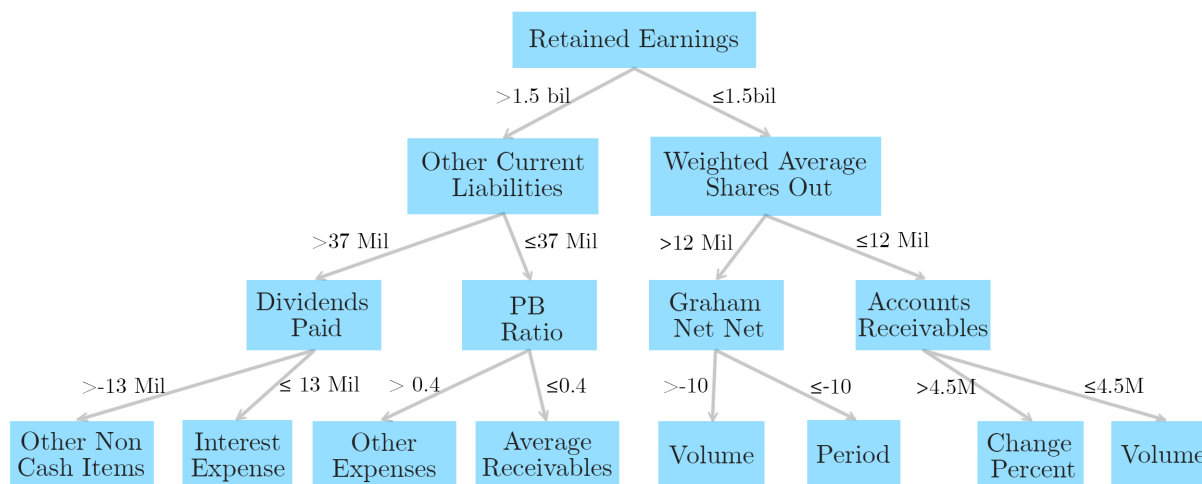 Retained Earnings
>1.5 bil
≤1.5bil
Other Current
Liabilities
Weighted Average
Shares Out
>37 Mil
≤37 Mil
>12 Mil
≤12 Mil
Dividends
Paid
PB
Ratio
Graham
Net Net
Accounts
Receivables
>-13 Mil
≤ 13 Mil
> 0.4
≤0.4
>-10
≤-10
>4.5M
≤4.5M
Other Non
Cash Items
Interest
Expense
Other
Expenses
Average
Receivables
Volume
Period
Change
Percent
Volume